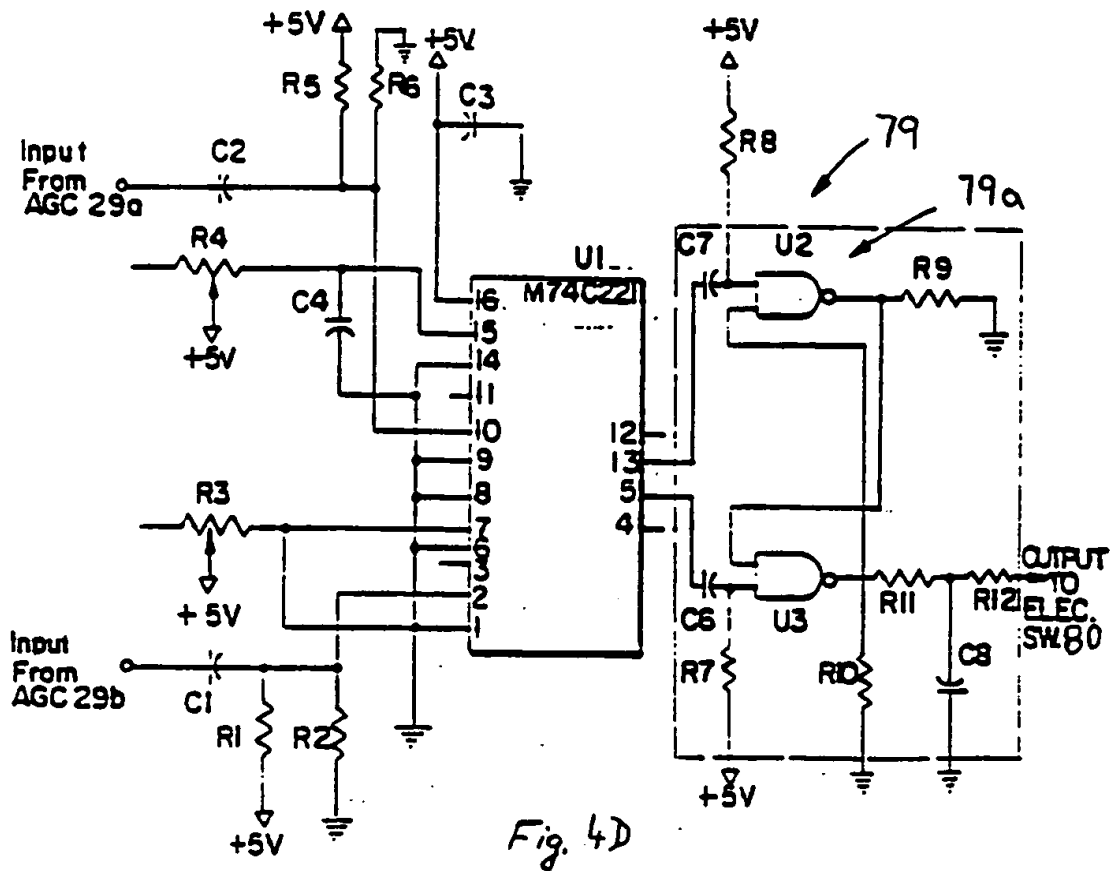 +5V
+5V
+5V
R5
R6
C3
R8
79
Input
From
AGC 29a
C2
79a
R4
C7
U2
R9
U1
M74C221
C4
+5V
16
15
14
11
10
12
13
9
8
5
R3
7
4
6
3
2
1
+5V
OUTPUT
TO
ELEC.
SW.80
R11
R12
C6
U3
Input
From
AGC 29b
C1
R7
R10
C8
R1
R2
+5V
+5V
Fig. 4D